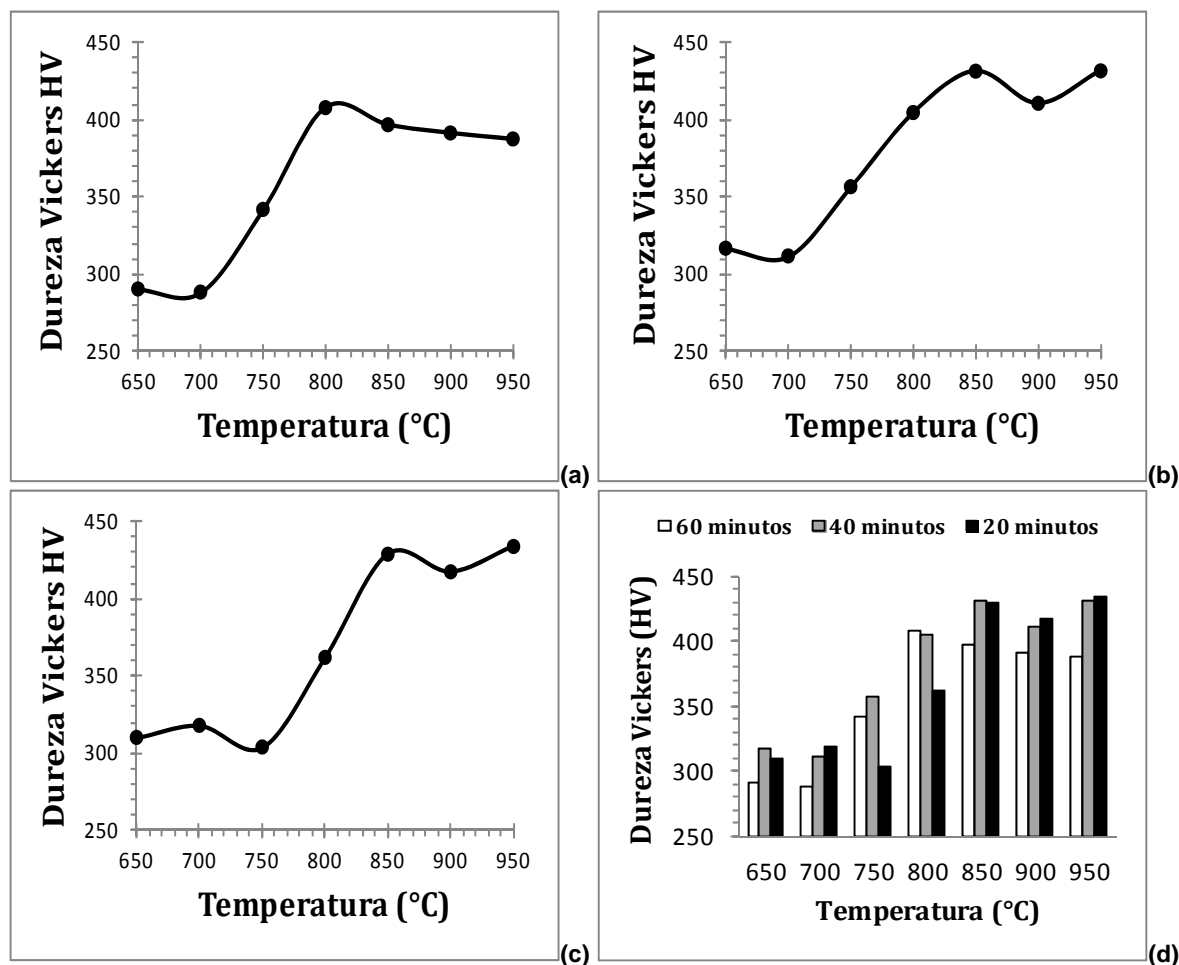 Dureza Vickers HV
450
400
350
300
250
650 700 750 800 850 900 950
Temperatura (°C)
(a)
Dureza Vickers HV
450
400
350
300
250
650 700 750 800 850 900 950
Temperatura (°C)
(b)
Dureza Vickers HV
450
400
350
300
250
650 700 750 800 850 900 950
Temperatura (°C)
(c)
60 minutos 40 minutos 20 minutos
Dureza Vickers (HV)
450
400
350
300
250
650 700 750 800 850 900 950
Temperatura (°C)
(d)